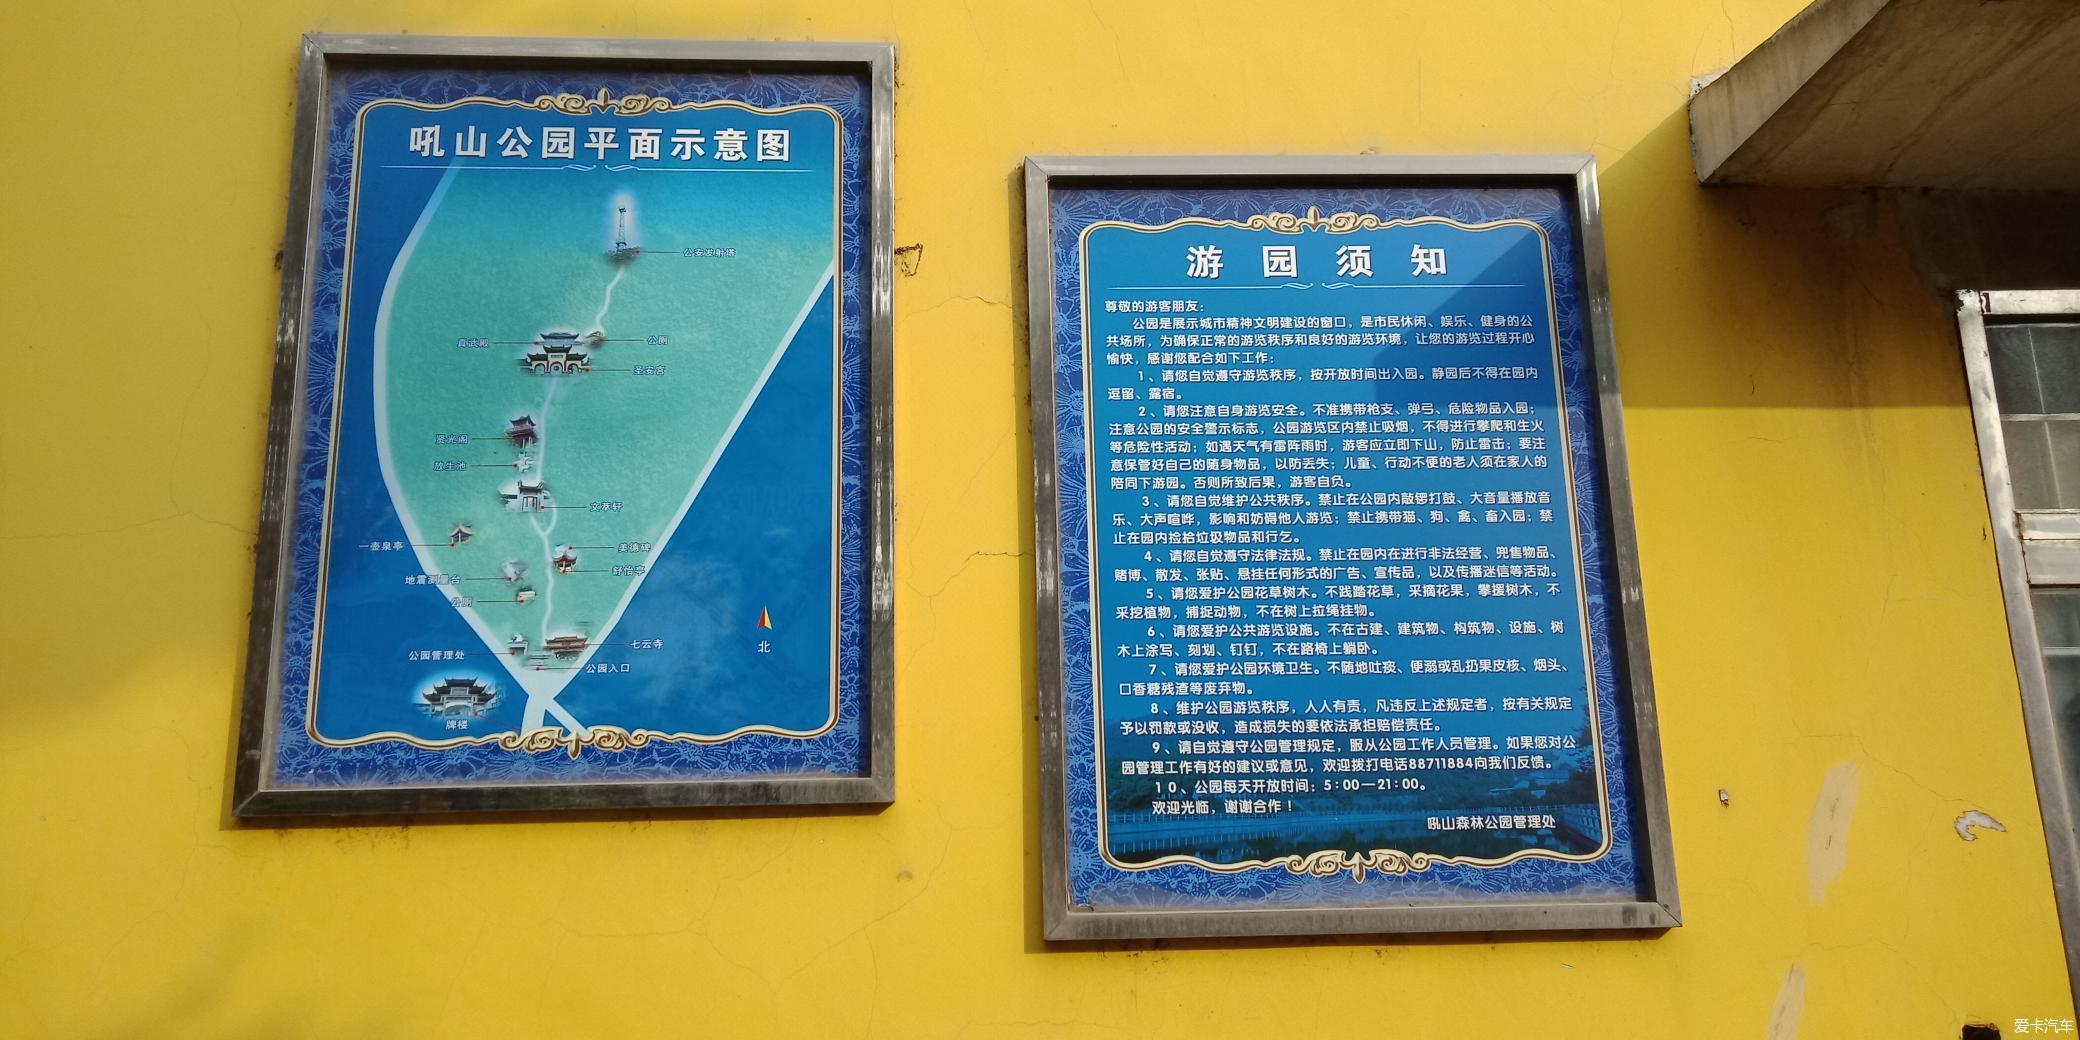 吼山公园平面示意图
公安发射塔
真武殿
公厕
圣安宫
贤光阁
放生池
文萃轩
一壶泉亭
美德碑
舒怡亭
地震测量台
公厕
七云寺
公园管理处
公园入口
牌楼
北
游园须知
尊敬的游客朋友：
公园是展示城市精神文明建设的窗口，是市民休闲、娱乐、健身的公
共场所，为确保正常的游览秩序和良好的游览环境，让您的游览过程开心
愉快，感谢您配合如下工作：
1、请您自觉遵守游览秩序，按开放时间出入园。静园后不得在园内
逗留、露宿。
2、请您注意自身游览安全。不准携带枪支、弹弓、危险物品入园；
注意公园的安全警示标志，公园游览区内禁止吸烟，不得进行攀爬和生火
等危险性活动；如遇天气有雷阵雨时，游客应立即下山，防止雷击；要注
意保管好自己的随身物品，以防丢失；儿童、行动不便的老人须在家人的
陪同下游园。否则所致后果，游客自负。
3、请您自觉维护公共秩序。禁止在公园内敲锣打鼓、大音量播放音
乐、大声喧哗，影响和妨碍他人游览；禁止携带猫、狗、禽、畜入园；禁
止在园内捡拾垃圾物品和行乞。
4、请您自觉遵守法律法规。禁止在园内在进行非法经营、兜售物品、
赌博、散发、张贴、悬挂任何形式的广告、宣传品，以及传播迷信等活动。
5、请您爱护公园花草树木。不践踏花草，采摘花果，攀援树木，不
采挖植物，捕捉动物，不在树上拉绳挂物。
6、请您爱护公共游览设施。不在古建、建筑物、构筑物、设施、树
木上涂写、刻划、钉钉，不在路椅上躺卧。
7、请您爱护公园环境卫生。不随地吐痰、便溺或乱扔果皮核、烟头、
口香糖残渣等废弃物。
8、维护公园游览秩序，人人有责，凡违反上述规定者，按有关规定
予以罚款或没收，造成损失的要依法承担赔偿责任。
9、请自觉遵守公园管理规定，服从公园工作人员管理。如果您对公
园管理工作有好的建议或意见，欢迎拨打电话88711884向我们反馈。
10、公园每天开放时间：5:00—21:00。
欢迎光临，谢谢合作！
吼山森林公园管理处
爱卡汽车